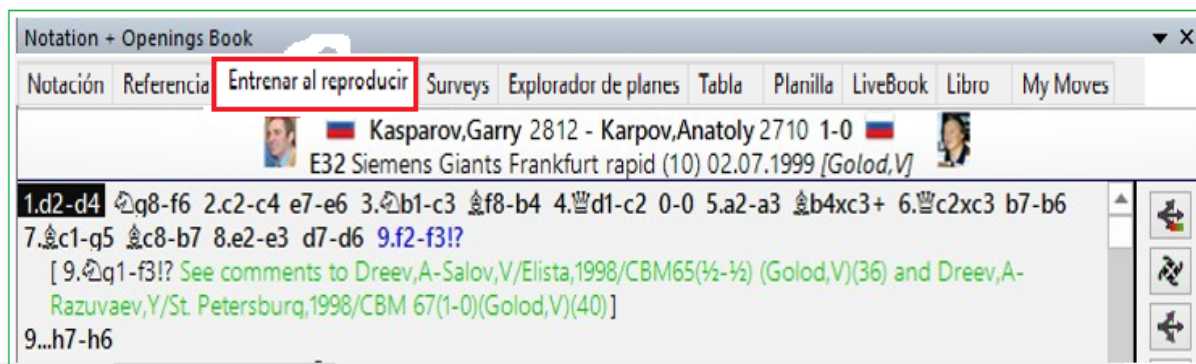 Notation + Openings Book
Notación Referencia Entrenar al reproducir Surveys Explorador de planes Tabla Planilla LiveBook Libro My Moves
Kasparov,Garry 2812 - Karpov,Anatoly 2710 1-0
E32 Siemens Giants Frankfurt rapid (10) 02.07.1999 [Golod,V]
1.d2-d4 ♘g8-f6 2.c2-c4 e7-e6 3.♘b1-c3 ♗f8-b4 4.♕d1-c2 0-0 5.a2-a3 ♗b4xc3+ 6.♕c2xc3 b7-b6
7.♗c1-g5 ♗c8-b7 8.e2-e3 d7-d6 9.f2-f3!?
[ 9.♘g1-f3!? See comments to Dreev,A-Salov,V/Elista,1998/CBM65(½-½) (Golod,V)(36) and Dreev,A-
Razuvaev,Y/St. Petersburg,1998/CBM 67(1-0)(Golod,V)(40) ]
9...h7-h6